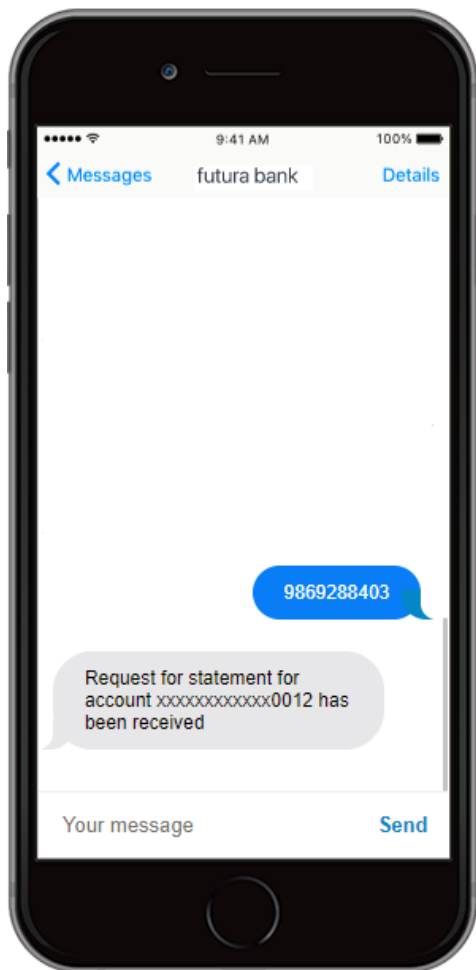 9:41 AM 100%
Messages futura bank Details
9869288403
Request for statement for
account xxxxxxxxxxxx0012 has
been received
Your message Send